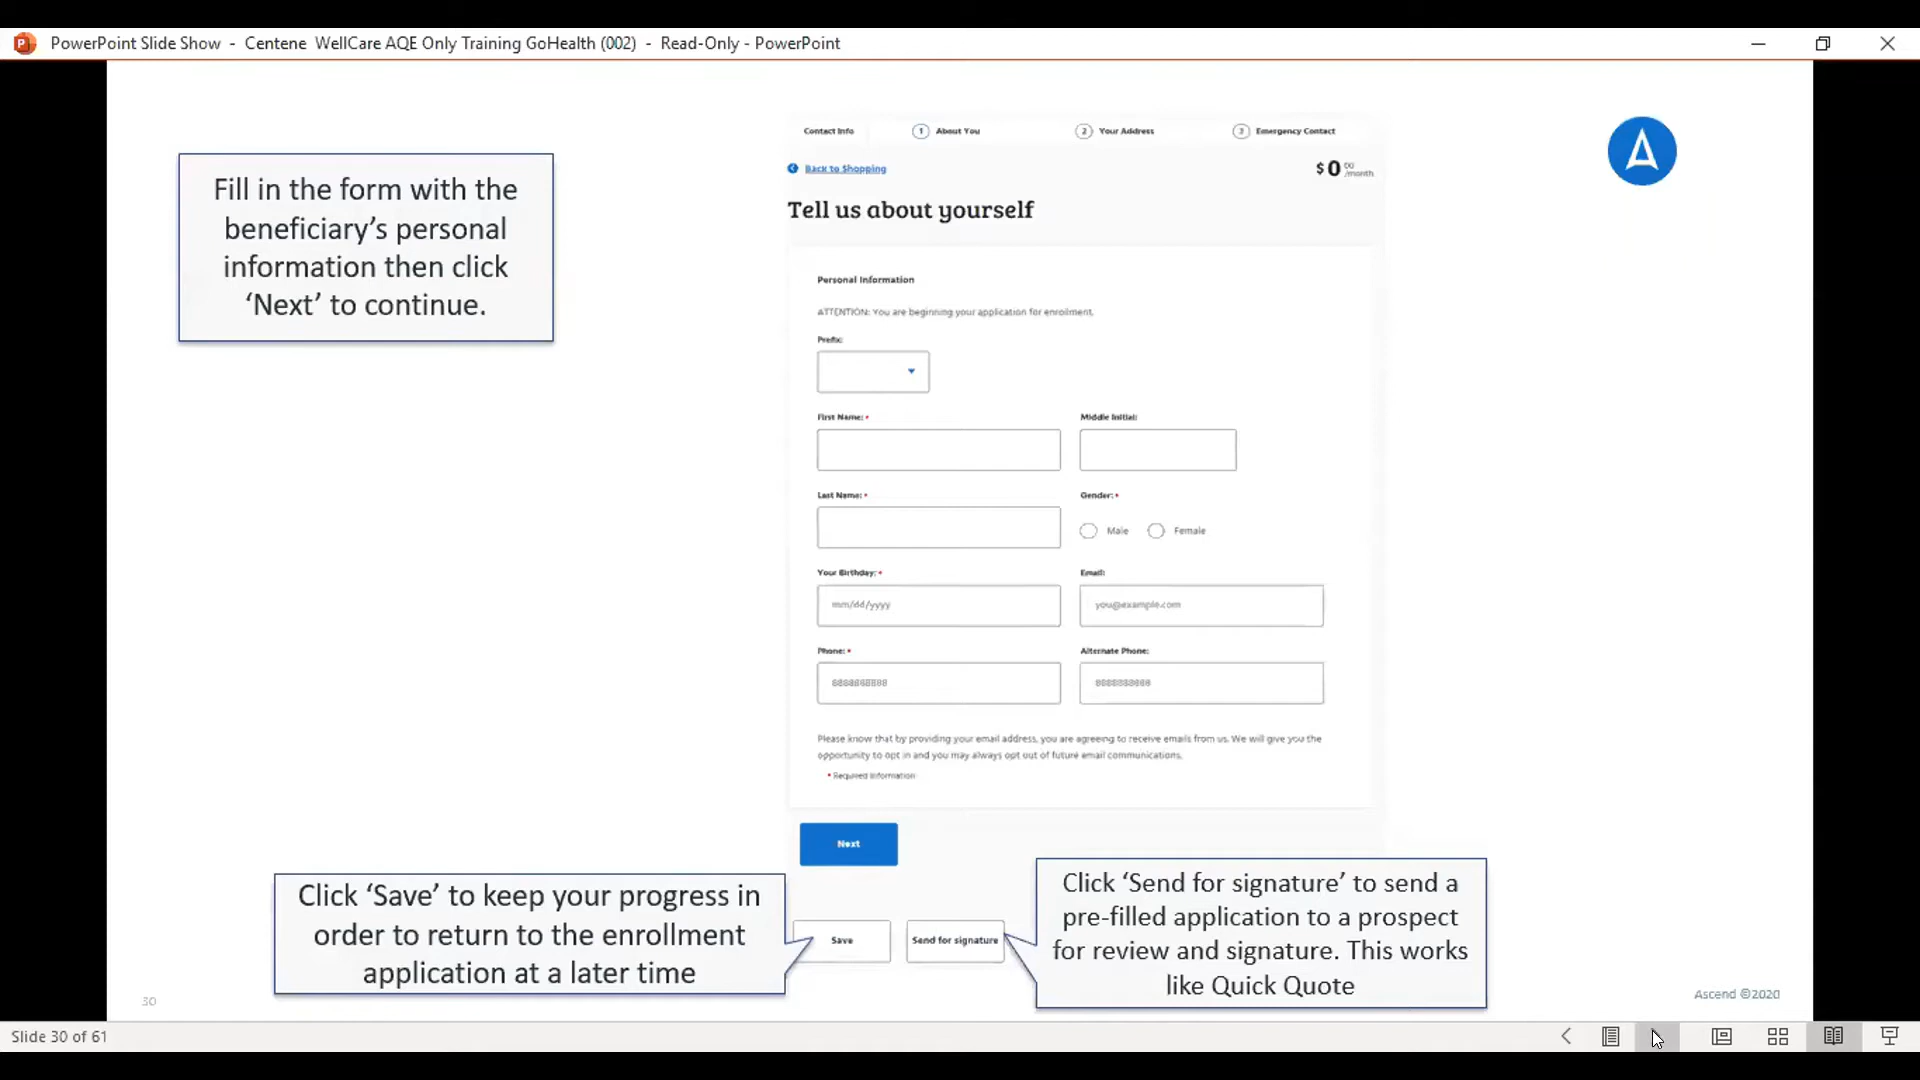 PowerPoint Slide Show - Centene WellCare AQE Only Training GoHealth (002) - Read-Only - PowerPoint
Contact Info
1 About You
2 Your Address
3 Emergency Contact
Back to Shopping
$ 0 00 /month
Tell us about yourself
Fill in the form with the
beneficiary’s personal
information then click
‘Next’ to continue.
Personal Information
ATTENTION: You are beginning your application for enrollment.
Prefix:
First Name: *
Middle Initial:
Last Name: *
Gender: *
Male
Female
Your Birthday: *
Email:
mm/dd/yyyy
you@example.com
Phone: *
Alternate Phone:
8888888888
8888888888
Please know that by providing your email address, you are agreeing to receive emails from us. We will give you the
opportunity to opt in and you may always opt out of future email communications.
* Required Information
Next
Click ‘Save’ to keep your progress in
order to return to the enrollment
application at a later time
Save
Send for signature
Click ‘Send for signature’ to send a
pre-filled application to a prospect
for review and signature. This works
like Quick Quote
30
Ascend ©2020
Slide 30 of 61